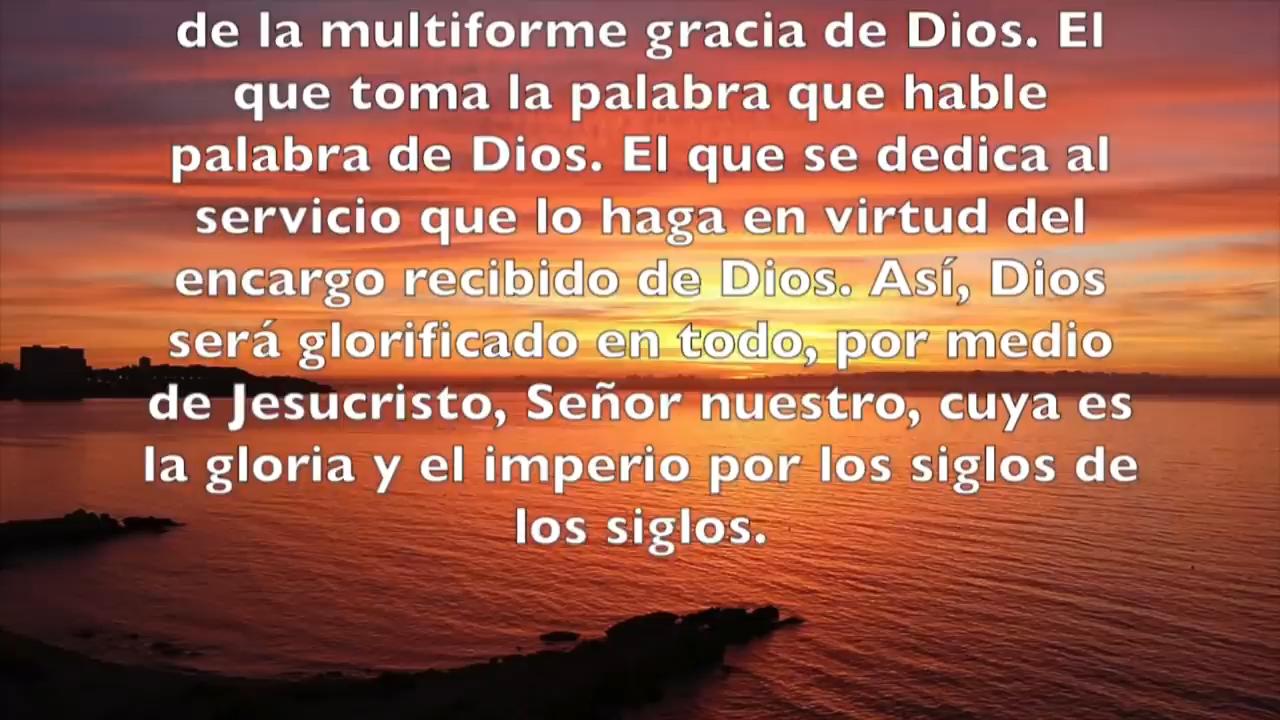 de la multiforme gracia de Dios. El
que toma la palabra que hable
palabra de Dios. El que se dedica al
servicio que lo haga en virtud del
encargo recibido de Dios. Así, Dios
será glorificado en todo, por medio
de Jesucristo, Señor nuestro, cuya es
la gloria y el imperio por los siglos de
los siglos.